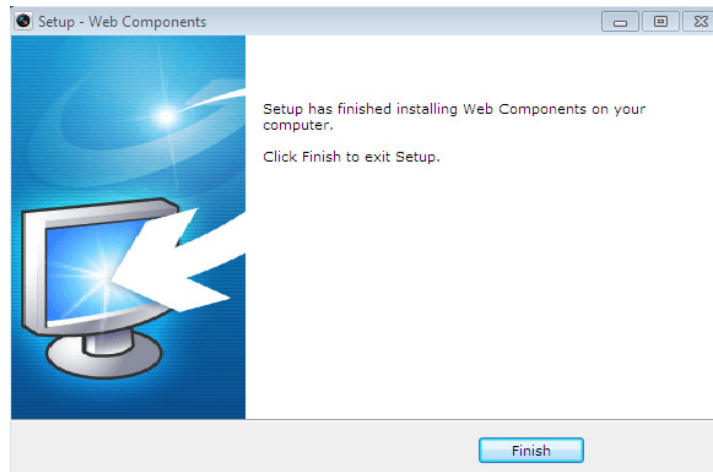 Setup - Web Components
Setup has finished installing Web Components on your
computer.
Click Finish to exit Setup.
Finish